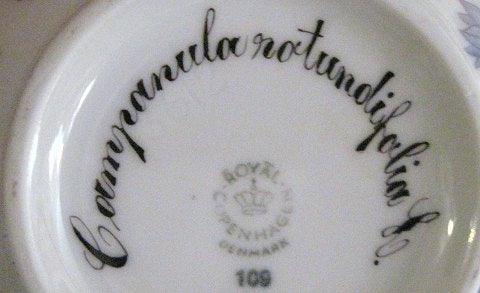 Campanula rotundifolia L.
ROYAL
COPENHAGEN
DENMARK
109